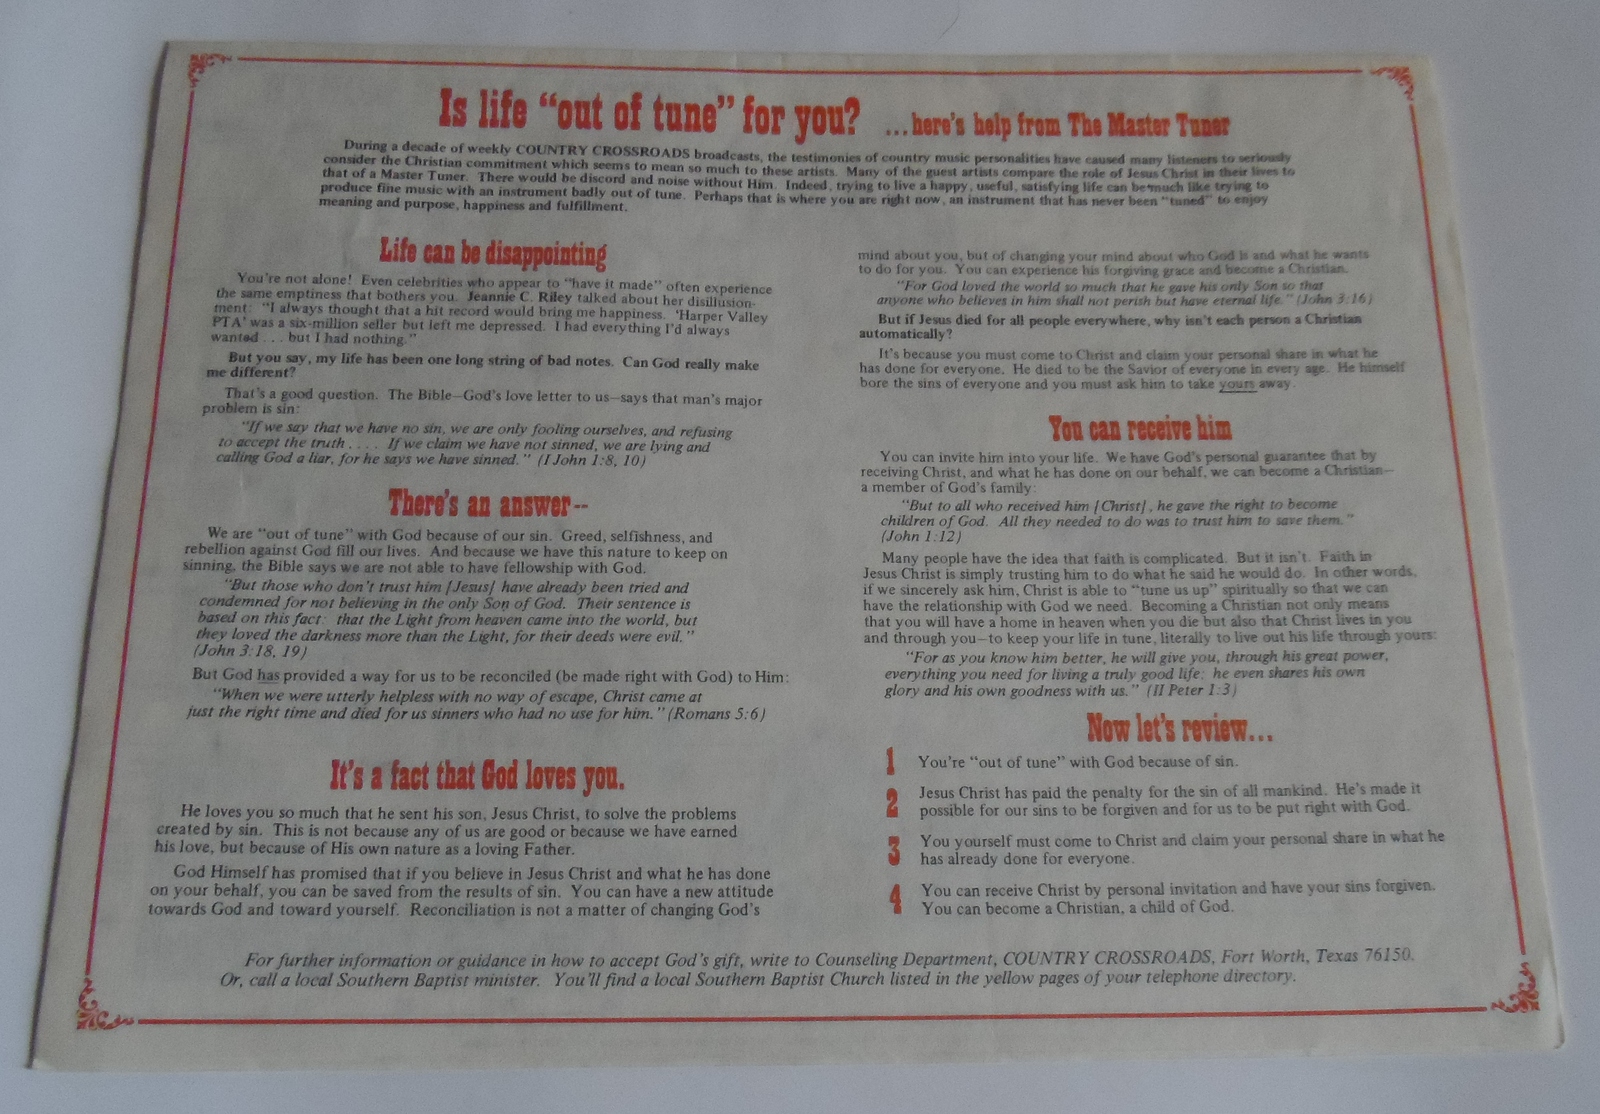 Is life “out of tune” for you? ...here's help from The Master Tuner
During a decade of weekly COUNTRY CROSSROADS broadcasts, the testimonies of country music personalities have caused many listeners to seriously
consider the Christian commitment which seems to mean so much to these artists. Many of the guest artists compare the role of Jesus Christ in their lives to
that of a Master Tuner. There would be discord and noise without Him. Indeed, trying to live a happy, useful, satisfying life can be much like trying to
produce fine music with an instrument badly out of tune. Perhaps that is where you are right now, an instrument that has never been “tuned” to enjoy
meaning and purpose, happiness and fulfillment.
Life can be disappointing
You're not alone! Even celebrities who appear to “have it made” often experience
the same emptiness that bothers you. Jeannie C. Riley talked about her disillusion-
ment: “I always thought that a hit record would bring me happiness. ‘Harper Valley
PTA’ was a six-million seller but left me depressed. I had everything I'd always
wanted . . . but I had nothing.”
But you say, my life has been one long string of bad notes. Can God really make
me different?
That's a good question. The Bible—God's love letter to us—says that man's major
problem is sin:
“If we say that we have no sin, we are only fooling ourselves, and refusing
to accept the truth . . . . If we claim we have not sinned, we are lying and
calling God a liar, for he says we have sinned.” (I John 1:8, 10)
There's an answer--
We are “out of tune” with God because of our sin. Greed, selfishness, and
rebellion against God fill our lives. And because we have this nature to keep on
sinning, the Bible says we are not able to have fellowship with God.
“But those who don't trust him [Jesus] have already been tried and
condemned for not believing in the only Son of God. Their sentence is
based on this fact: that the Light from heaven came into the world, but
they loved the darkness more than the Light, for their deeds were evil.”
(John 3:18, 19)
But God has provided a way for us to be reconciled (be made right with God) to Him:
“When we were utterly helpless with no way of escape, Christ came at
just the right time and died for us sinners who had no use for him.” (Romans 5:6)
It's a fact that God loves you.
He loves you so much that he sent his son, Jesus Christ, to solve the problems
created by sin. This is not because any of us are good or because we have earned
his love, but because of His own nature as a loving Father.
God Himself has promised that if you believe in Jesus Christ and what he has done
on your behalf, you can be saved from the results of sin. You can have a new attitude
towards God and toward yourself. Reconciliation is not a matter of changing God's
mind about you, but of changing your mind about who God is and what he wants
to do for you. You can experience his forgiving grace and become a Christian.
“For God loved the world so much that he gave his only Son so that
anyone who believes in him shall not perish but have eternal life.” (John 3:16)
But if Jesus died for all people everywhere, why isn't each person a Christian
automatically?
It's because you must come to Christ and claim your personal share in what he
has done for everyone. He died to be the Savior of everyone in every age. He himself
bore the sins of everyone and you must ask him to take yours away.
You can receive him
You can invite him into your life. We have God's personal guarantee that by
receiving Christ, and what he has done on our behalf, we can become a Christian—
a member of God's family:
“But to all who received him [Christ], he gave the right to become
children of God. All they needed to do was to trust him to save them.”
(John 1:12)
Many people have the idea that faith is complicated. But it isn't. Faith in
Jesus Christ is simply trusting him to do what he said he would do. In other words,
if we sincerely ask him, Christ is able to “tune us up” spiritually so that we can
have the relationship with God we need. Becoming a Christian not only means
that you will have a home in heaven when you die but also that Christ lives in you
and through you—to keep your life in tune, literally to live out his life through yours:
“For as you know him better, he will give you, through his great power,
everything you need for living a truly good life: he even shares his own
glory and his own goodness with us.” (II Peter 1:3)
Now let's review...
1 You're “out of tune” with God because of sin.
2 Jesus Christ has paid the penalty for the sin of all mankind. He's made it
possible for our sins to be forgiven and for us to be put right with God.
3 You yourself must come to Christ and claim your personal share in what he
has already done for everyone.
4 You can receive Christ by personal invitation and have your sins forgiven.
You can become a Christian, a child of God.
For further information or guidance in how to accept God's gift, write to Counseling Department, COUNTRY CROSSROADS, Fort Worth, Texas 76150.
Or, call a local Southern Baptist minister. You'll find a local Southern Baptist Church listed in the yellow pages of your telephone directory.